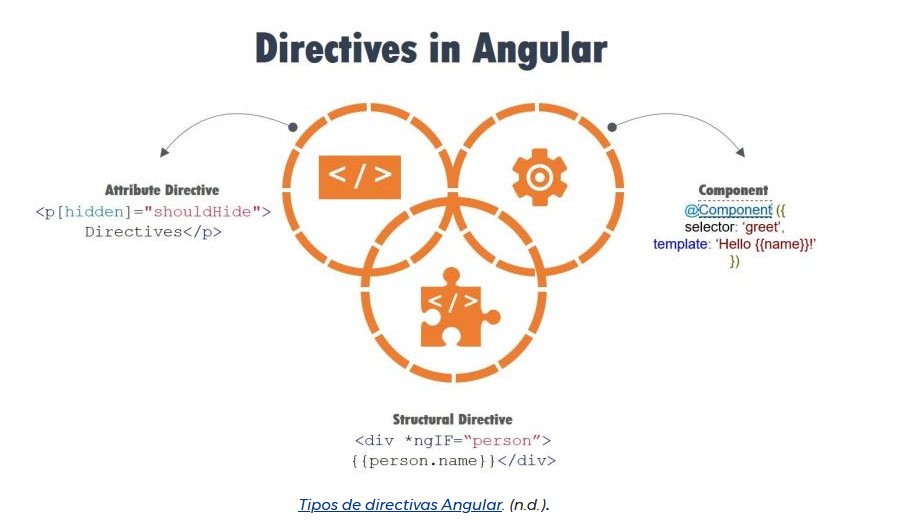 Directives in Angular
</>
Attribute Directive
<p[hidden]="shouldHide">
Directives</p>
Component
@Component ({
selector: ‘greet’,
template: ‘Hello {{name}}!’
})
</>
Structural Directive
<div *ngIF=“person”>
{{person.name}}</div>
Tipos de directivas Angular. (n.d.).